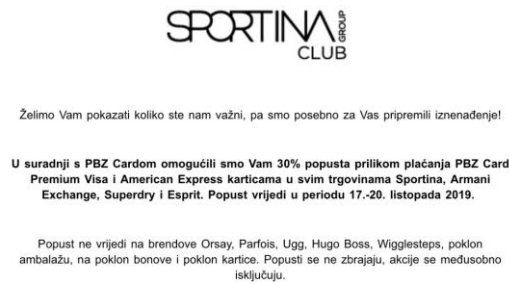 SPORTINA GROUP
CLUB
Želimo Vam pokazati koliko ste nam važni, pa smo posebno za Vas pripremili iznenađenje!
U suradnji s PBZ Cardom omogućili smo Vam 30% popusta prilikom plaćanja PBZ Card
Premium Visa i American Express karticama u svim trgovinama Sportina, Armani
Exchange, Superdry i Esprit. Popust vrijedi u periodu 17.-20. listopada 2019.
Popust ne vrijedi na brendove Orsay, Parfois, Ugg, Hugo Boss, Wigglesteps, poklon
ambalažu, na poklon bonove i poklon kartice. Popusti se ne zbrajaju, akcije se međusobno
isključuju.